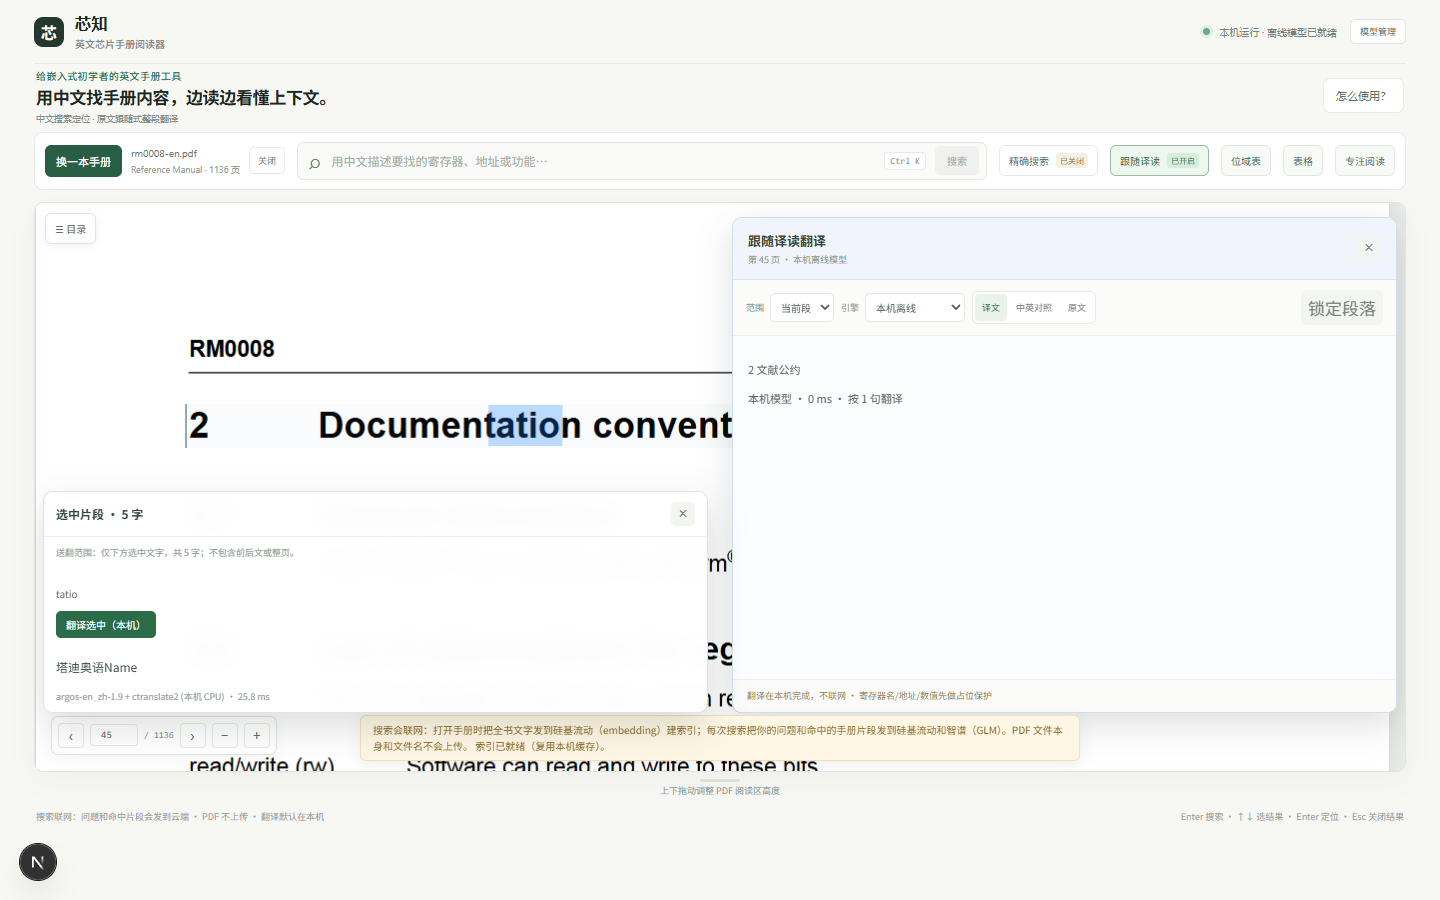 芯
芯知
英文芯片手册阅读器
本机运行 · 离线模型已就绪
模型管理
给嵌入式初学者的英文手册工具
用中文找手册内容，边读边看懂上下文。
中文搜索定位 · 原文跟随式整段翻译
怎么使用？
换一本手册
rm0008-en.pdf
Reference Manual · 1136 页
关闭
用中文描述要找的寄存器、地址或功能…
Ctrl K
搜索
精确搜索 已关闭
跟随译读 已开启
位域表
表格
专注阅读
☰ 目录
RM0008
2 Documentation convent
rm®
eg
n re
read/write (rw) Software can read and write to these bits
跟随译读翻译
第 45 页 · 本机离线模型
×
范围 当前段 引擎 本机离线 译文 中英对照 原文 锁定段落
2 文献公约
本机模型 · 0 ms · 按 1 句翻译
翻译在本机完成，不联网 · 寄存器名/地址/数值先做占位保护
选中片段 · 5 字
×
送翻范围：仅下方选中文字，共 5 字；不包含前后文或整页。
tatio
翻译选中（本机）
塔迪奥语Name
argos-en_zh-1.9 + ctranslate2 (本机 CPU) · 25.8 ms
‹ 45 / 1136 › − +
搜索会联网：打开手册时把全书文字发到硅基流动（embedding）建索引；每次搜索把你的问题和命中的手册片段发到硅基流动和智谱（GLM）。PDF 文件本
身和文件名不会上传。 索引已就绪（复用本机缓存）。
上下拖动调整 PDF 阅读区高度
搜索联网：问题和命中片段会发到云端 · PDF 不上传 · 翻译默认在本机
Enter 搜索 · ↑↓ 选结果 · Enter 定位 · Esc 关闭结果
N